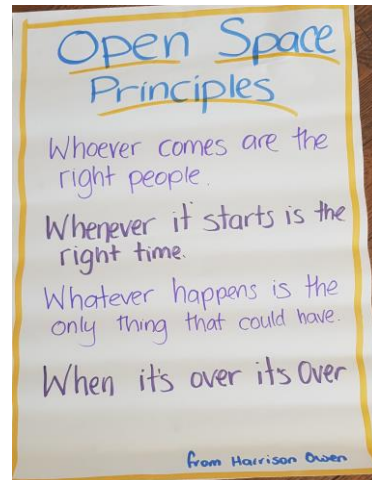 Open Space
Principles
Whoever comes are the
right people.
Whenever it starts is the
right time.
Whatever happens is the
only thing that could have.
When it's over it's Over
from Harrison Owen